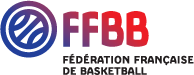 FFBB
FÉDÉRATION FRANÇAISE
DE BASKETBALL